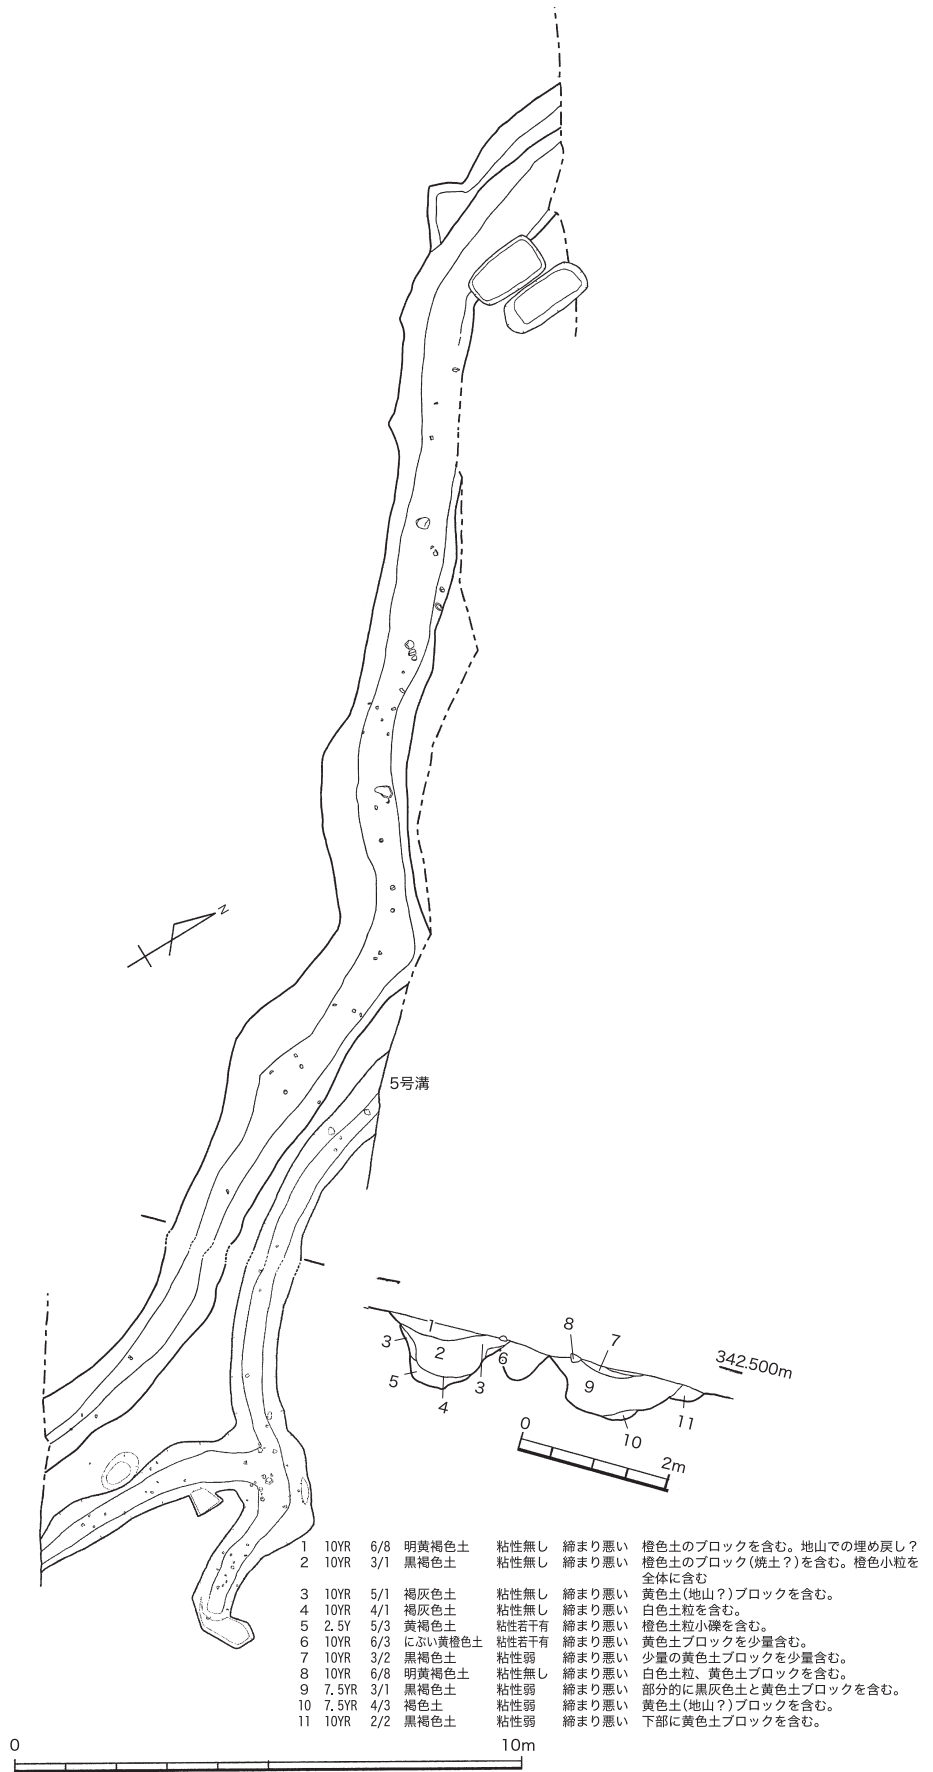 N
5号溝
1
2
3
3
4
5
6
7
8
9
10
11
342.500m
0
2m
1 10YR 6/8 明黄褐色土 粘性無し 締まり悪い 橙色土のブロックを含む。地山での埋め戻し？
2 10YR 3/1 黒褐色土 粘性無し 締まり悪い 橙色土のブロック(焼土？)を含む。橙色小粒を
全体に含む
3 10YR 5/1 褐灰色土 粘性無し 締まり悪い 黄色土(地山？)ブロックを含む。
4 10YR 4/1 褐灰色土 粘性無し 締まり悪い 白色土粒を含む。
5 2.5Y 5/3 黄褐色土 粘性若干有 締まり悪い 橙色土粒小礫を含む。
6 10YR 6/3 にぶい黄橙色土 粘性若干有 締まり悪い 黄色土ブロックを少量含む。
7 10YR 3/2 黒褐色土 粘性弱 締まり悪い 少量の黄色土ブロックを少量含む。
8 10YR 6/8 明黄褐色土 粘性無し 締まり悪い 白色土粒、黄色土ブロックを含む。
9 7.5YR 3/1 黒褐色土 粘性弱 締まり悪い 部分的に黒灰色土と黄色土ブロックを含む。
10 7.5YR 4/3 褐色土 粘性弱 締まり悪い 黄色土(地山？)ブロックを含む。
11 10YR 2/2 黒褐色土 粘性弱 締まり悪い 下部に黄色土ブロックを含む。
0
10m